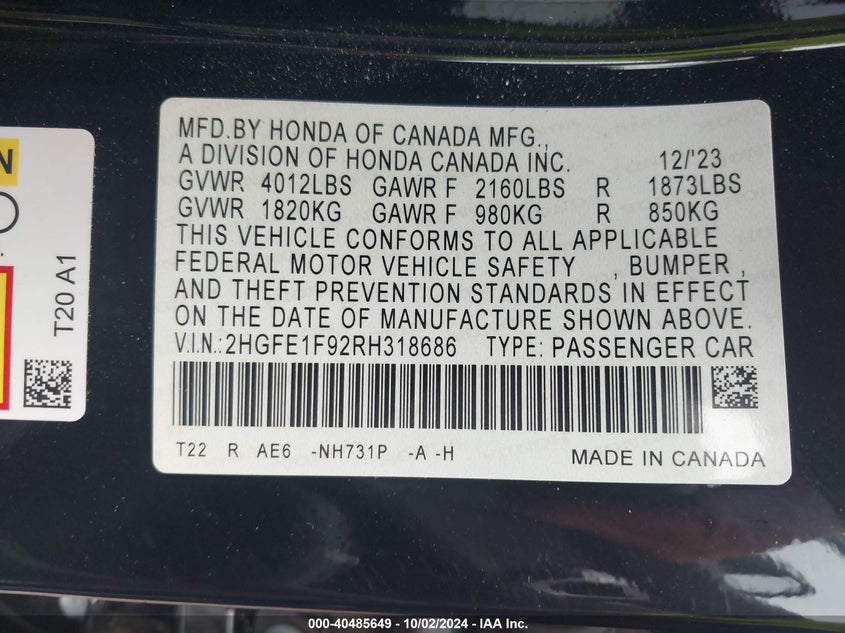 MFD.BY HONDA OF CANADA MFG.,
A DIVISION OF HONDA CANADA INC. 12/'23
GVWR 4012LBS GAWR F 2160LBS R 1873LBS
GVWR 1820KG GAWR F 980KG R 850KG
THIS VEHICLE CONFORMS TO ALL APPLICABLE
FEDERAL MOTOR VEHICLE SAFETY , BUMPER ,
AND THEFT PREVENTION STANDARDS IN EFFECT
ON THE DATE OF MANUFACTURE SHOWN ABOVE.
V.I.N.:2HGFE1F92RH318686 TYPE: PASSENGER CAR
T22 R AE6 -NH731P -A -H
MADE IN CANADA
N
T20 A1
000-40485649 - 10/02/2024 - IAA Inc.